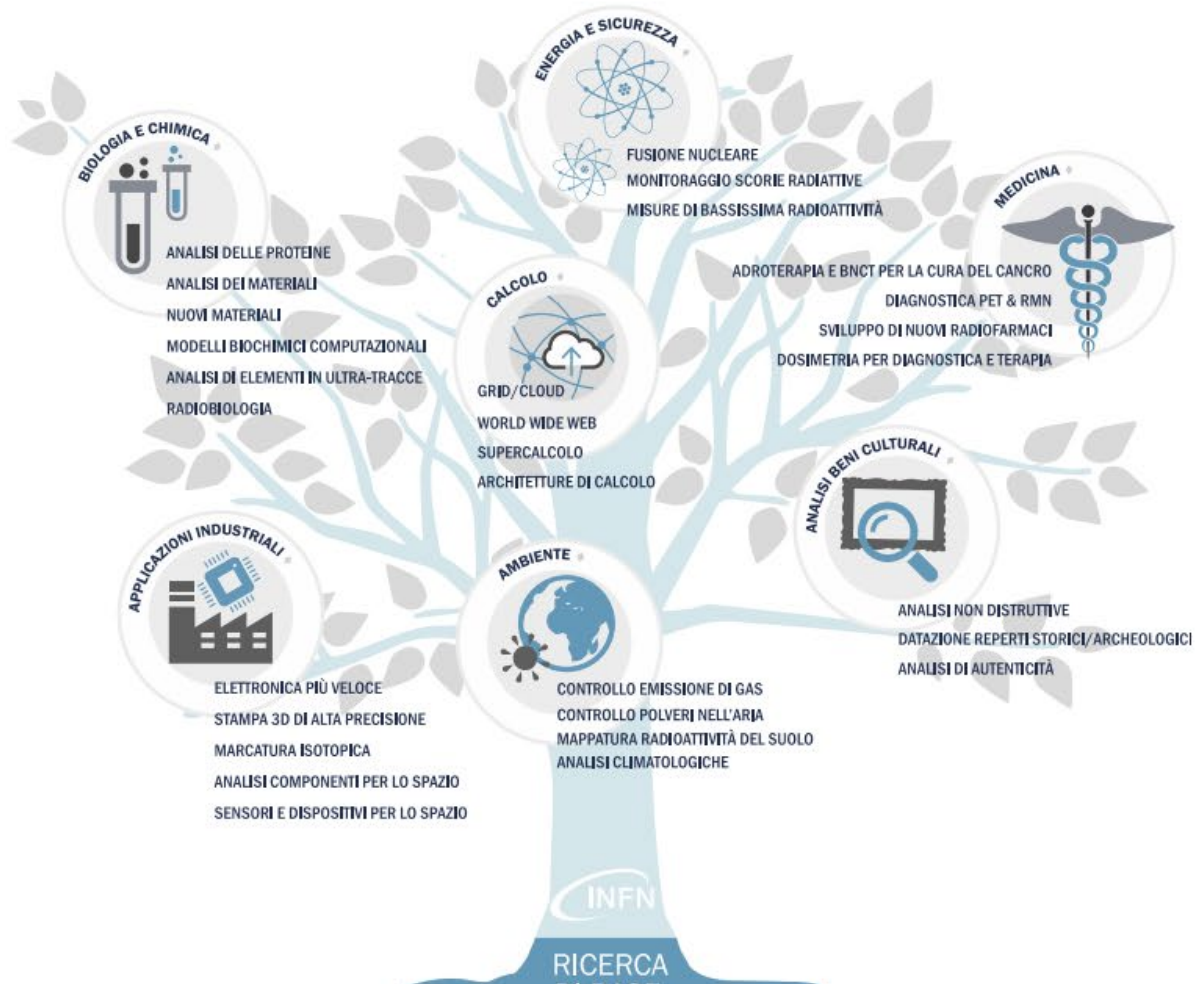 ENERGIA E SICUREZZA
FUSIONE NUCLEARE
MONITORAGGIO SCORIE RADIATTIVE
MISURE DI BASSISSIMA RADIOATTIVITÀ
BIOLOGIA E CHIMICA
ANALISI DELLE PROTEINE
ANALISI DEI MATERIALI
NUOVI MATERIALI
MODELLI BIOCHIMICI COMPUTAZIONALI
ANALISI DI ELEMENTI IN ULTRA-TRACCE
RADIOBIOLOGIA
MEDICINA
ADROTERAPIA E BNCT PER LA CURA DEL CANCRO
DIAGNOSTICA PET & RMN
SVILUPPO DI NUOVI RADIOFARMACI
DOSIMETRIA PER DIAGNOSTICA E TERAPIA
CALCOLO
GRID/CLOUD
WORLD WIDE WEB
SUPERCALCOLO
ARCHITETTURE DI CALCOLO
ANALISI BENI CULTURALI
ANALISI NON DISTRUTTIVE
DATAZIONE REPERTI STORICI/ARCHEOLOGICI
ANALISI DI AUTENTICITÀ
APPLICAZIONI INDUSTRIALI
ELETTRONICA PIÙ VELOCE
STAMPA 3D DI ALTA PRECISIONE
MARCATURA ISOTOPICA
ANALISI COMPONENTI PER LO SPAZIO
SENSORI E DISPOSITIVI PER LO SPAZIO
AMBIENTE
CONTROLLO EMISSIONE DI GAS
CONTROLLO POLVERI NELL'ARIA
MAPPATURA RADIOATTIVITÀ DEL SUOLO
ANALISI CLIMATOLOGICHE
INFN
RICERCA